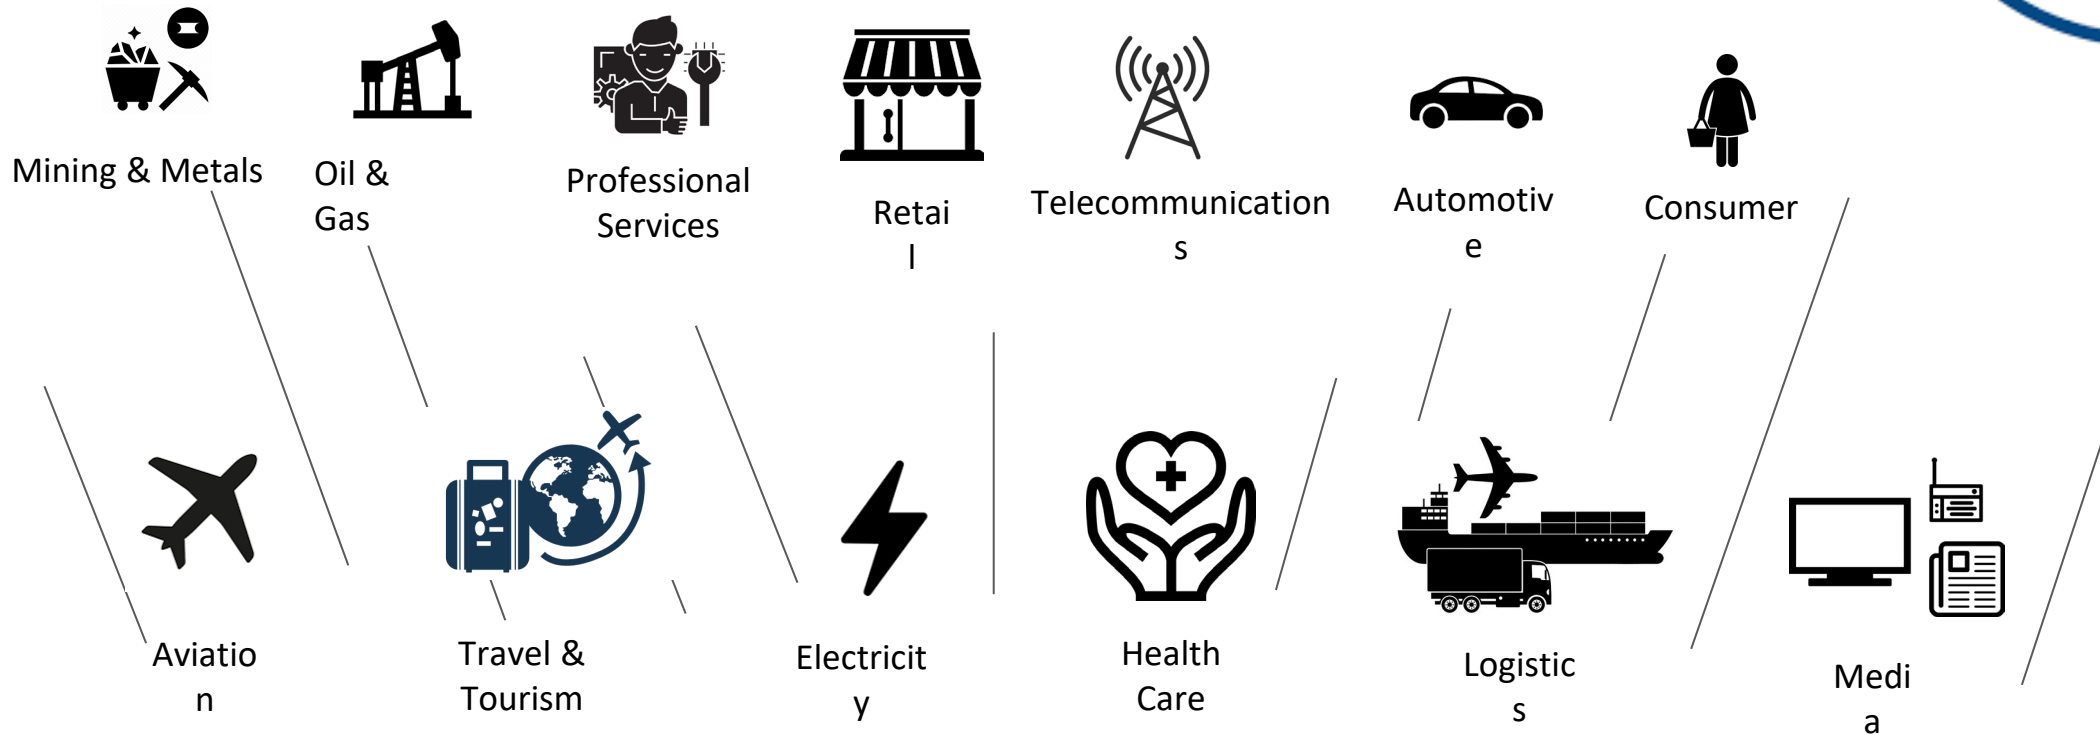 Mining & Metals
Oil &
Gas
Professional
Services
Retai
l
Telecommunication
s
Automotiv
e
Consumer
Aviatio
n
Travel &
Tourism
Electricit
y
Health
Care
Logistic
s
Medi
a